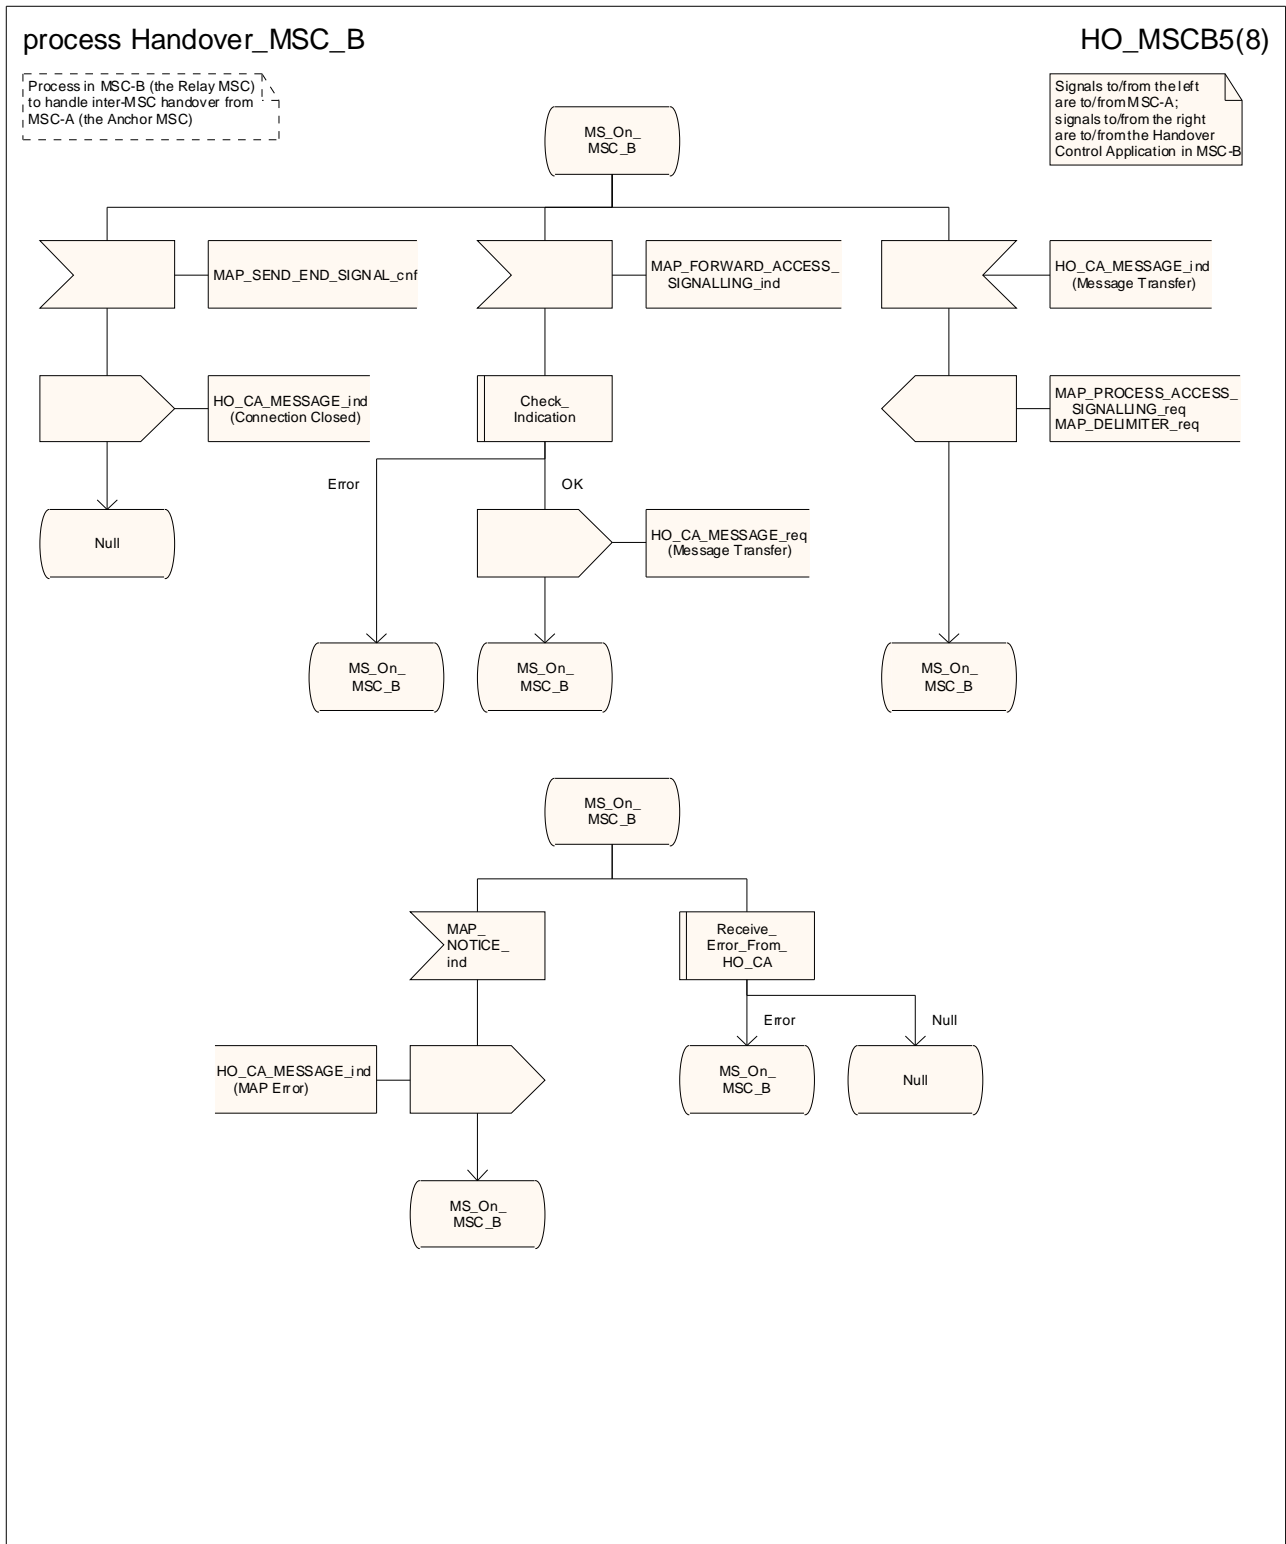 process Handover_MSC_B
HO_MSCB5(8)
Process in MSC-B (the Relay MSC)
to handle inter-MSC handover from
MSC-A (the Anchor MSC)
Signals to/from the left
are to/from MSC-A;
signals to/from the right
are to/from the Handover
Control Application in MSC-B
MS_On_
MSC_B
MAP_SEND_END_SIGNAL_cnf
MAP_FORWARD_ACCESS_
SIGNALLING_ind
HO_CA_MESSAGE_ind
(Message Transfer)
HO_CA_MESSAGE_ind
(Connection Closed)
Check_
Indication
MAP_PROCESS_ACCESS_
SIGNALLING_req
MAP_DELIMITER_req
Error
OK
Null
HO_CA_MESSAGE_req
(Message Transfer)
MS_On_
MSC_B
MS_On_
MSC_B
MS_On_
MSC_B
MS_On_
MSC_B
MAP_
NOTICE_
ind
Receive_
Error_From_
HO_CA
Error
Null
HO_CA_MESSAGE_ind
(MAP Error)
MS_On_
MSC_B
Null
MS_On_
MSC_B